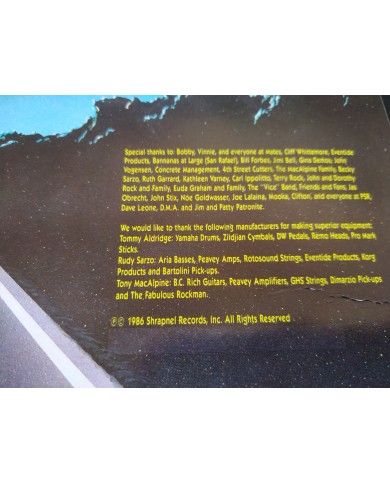 Special thanks to: Bobby, Vinnie, and everyone at Mates, Cliff Whitemore, Eventide
Products, Bannanas at Large (San Rafael), Bill Forbes, Jimi Bell, Gina Demos, John
Yorgensen, Concrete Management, 4th Street Cutters, The MacAlpine Family, Becky
Sarzo, Ruth Garrard, Kathleen Varney, Carl Ippolitto, Terry Rock, John and Dorothy
Rock and Family, Euda Graham and Family, The "Vice" Band, Friends and Fans, Jas
Obrecht, John Stix, Nöe Goldwasser, Joe Lalaina, Mooka, Clifton, and everyone at PSR,
Dave Leone, D.M.A. and Jim and Patty Patronite.
We would like to thank the following manufacturers for making superior equipment:
Tommy Aldridge: Yamaha Drums, Zildjian Cymbals, DW Pedals, Remo Heads, Pro Mark
Sticks.
Rudy Sarzo: Aria Basses, Peavey Amps, Rotosound Strings, Eventide Products, Korg
Products and Bartolini Pick-ups.
Tony MacAlpine: B.C. Rich Guitars, Peavey Amplifiers, GHS Strings, Dimarzio Pick-ups
and The Fabulous Rockman.
℗ © 1986 Shrapnel Records, Inc. All Rights Reserved